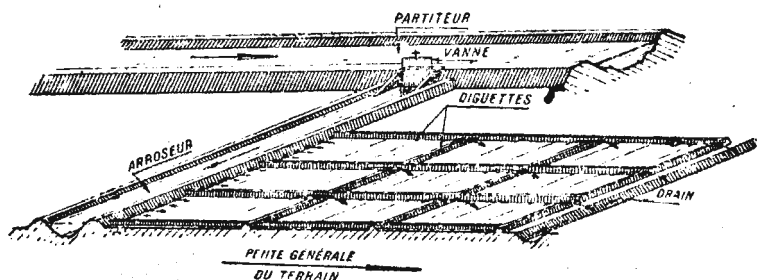 PARTITEUR
VANNE
DIGUETTES
ARROSEUR
DRAIN
PENTE GÉNÉRALE
DU TERRAIN